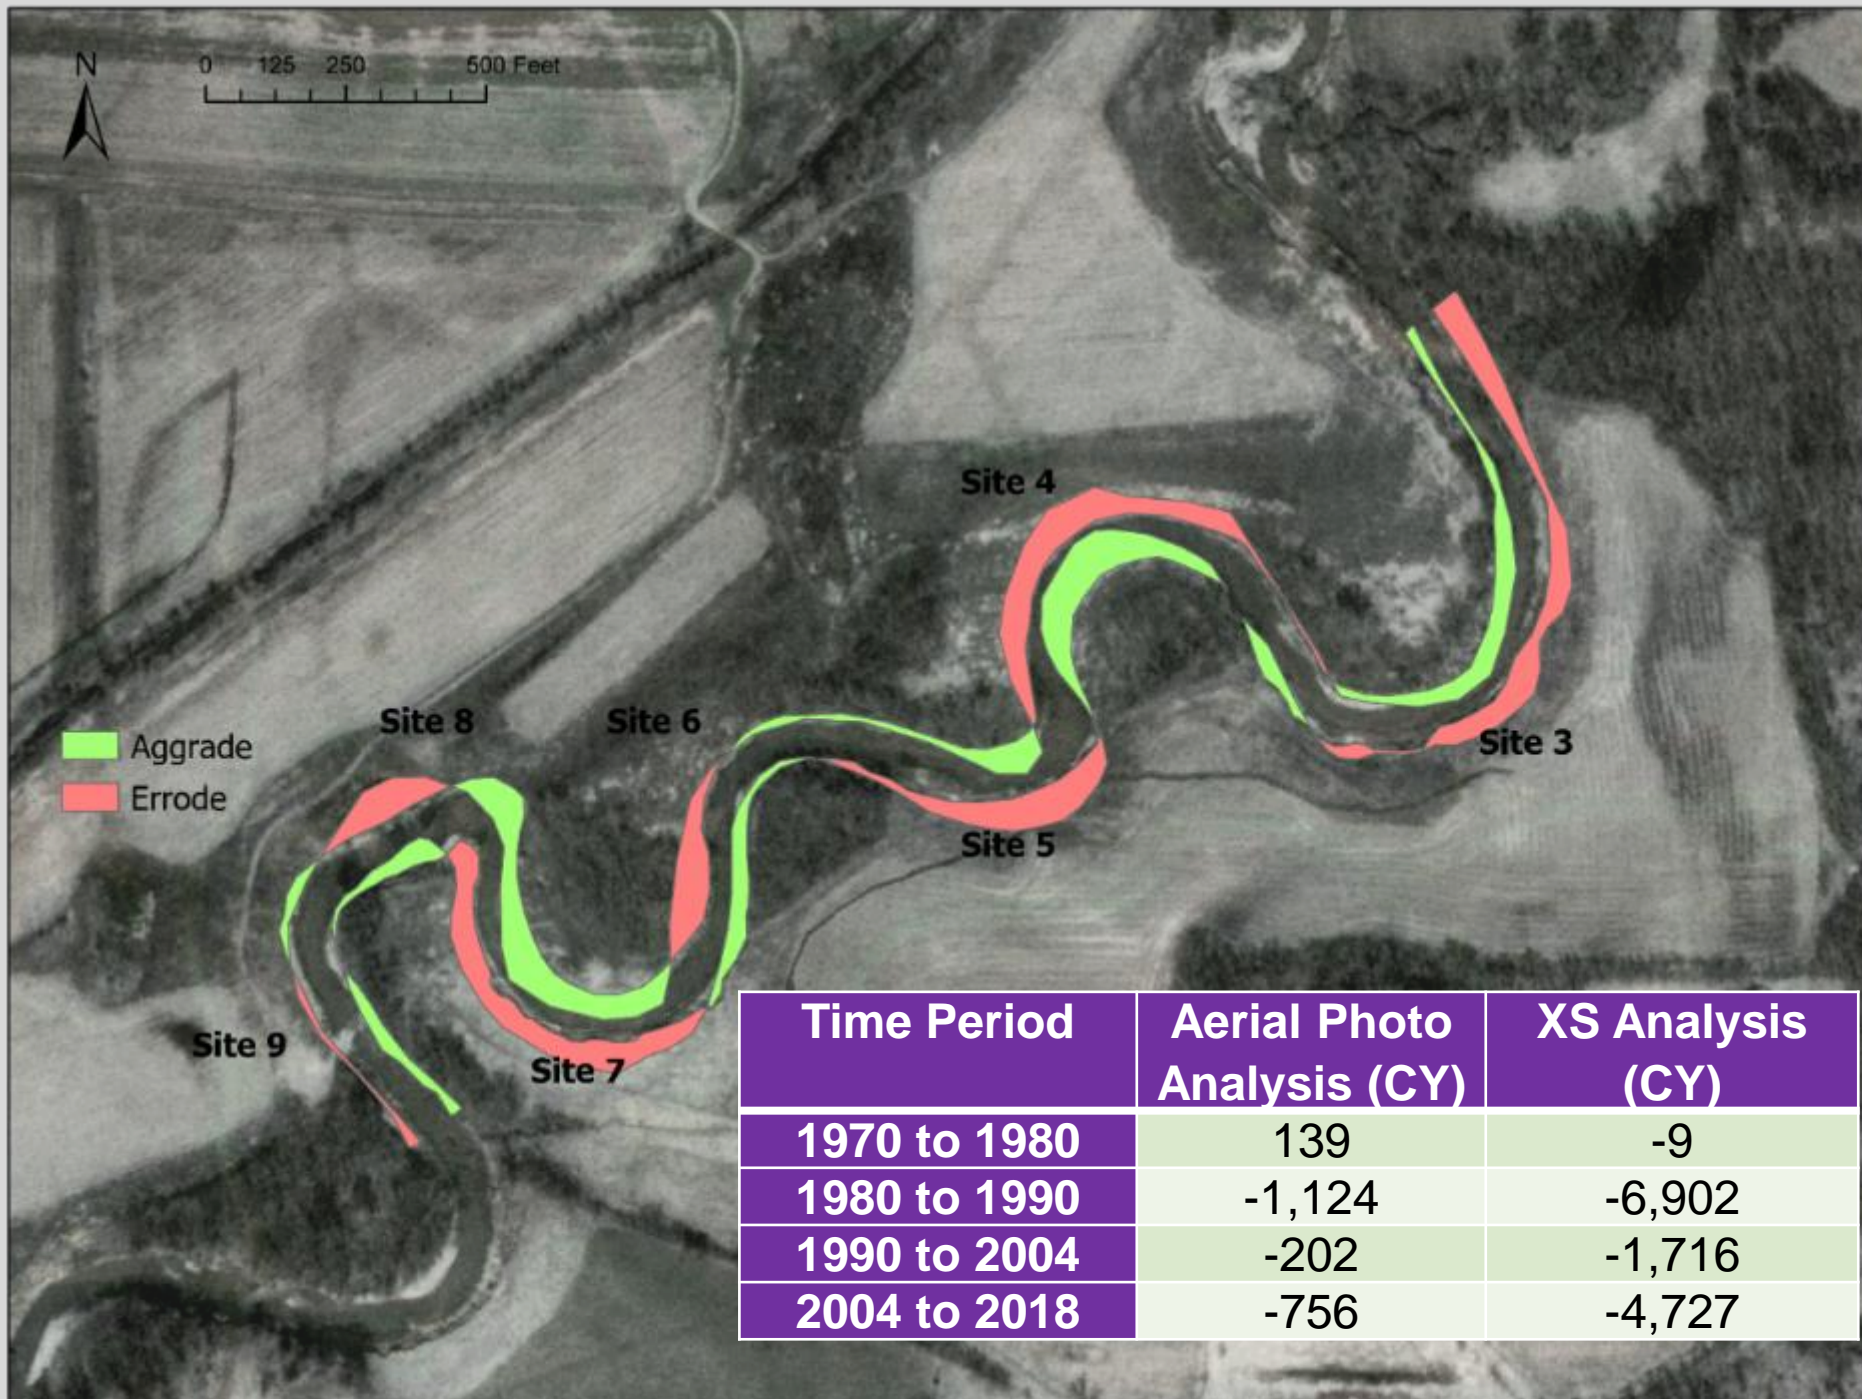 N
0 125 250 500 Feet
Site 4
Site 8
Site 6
Site 3
Aggrade
Errode
Site 5
Site 9
Site 7
Time Period Aerial Photo Analysis (CY) XS Analysis (CY)
1970 to 1980 139 -9
1980 to 1990 -1,124 -6,902
1990 to 2004 -202 -1,716
2004 to 2018 -756 -4,727